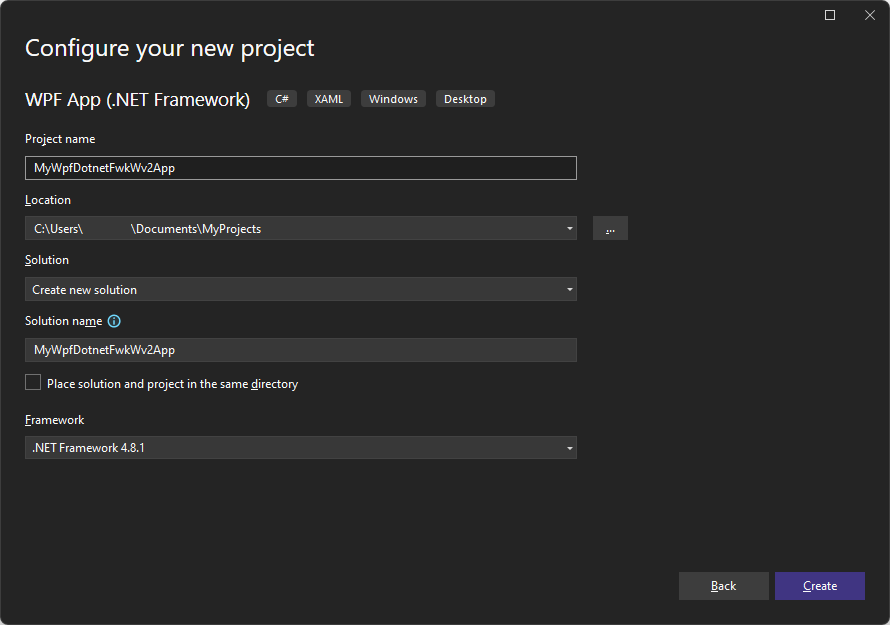 Configure your new project
WPF App (.NET Framework) C# XAML Windows Desktop
Project name
MyWpfDotnetFwkWv2App
Location
C:\Users\ \Documents\MyProjects ...
Solution
Create new solution
Solution name
MyWpfDotnetFwkWv2App
Place solution and project in the same directory
Framework
.NET Framework 4.8.1
Back Create